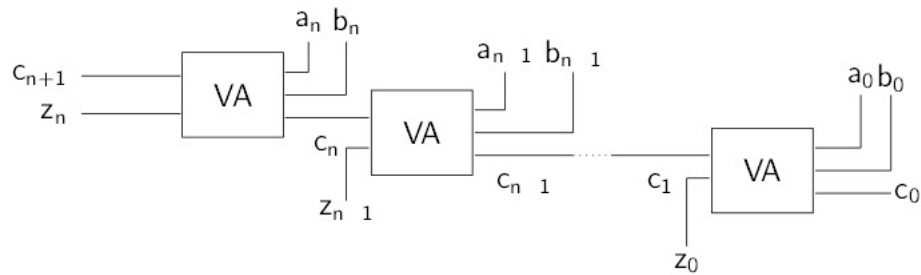 aₙ bₙ
cₙ₊₁ VA
zₙ
aₙ 1 bₙ 1
cₙ VA
zₙ 1
cₙ 1
a₀ b₀
c₁ VA c₀
z₀